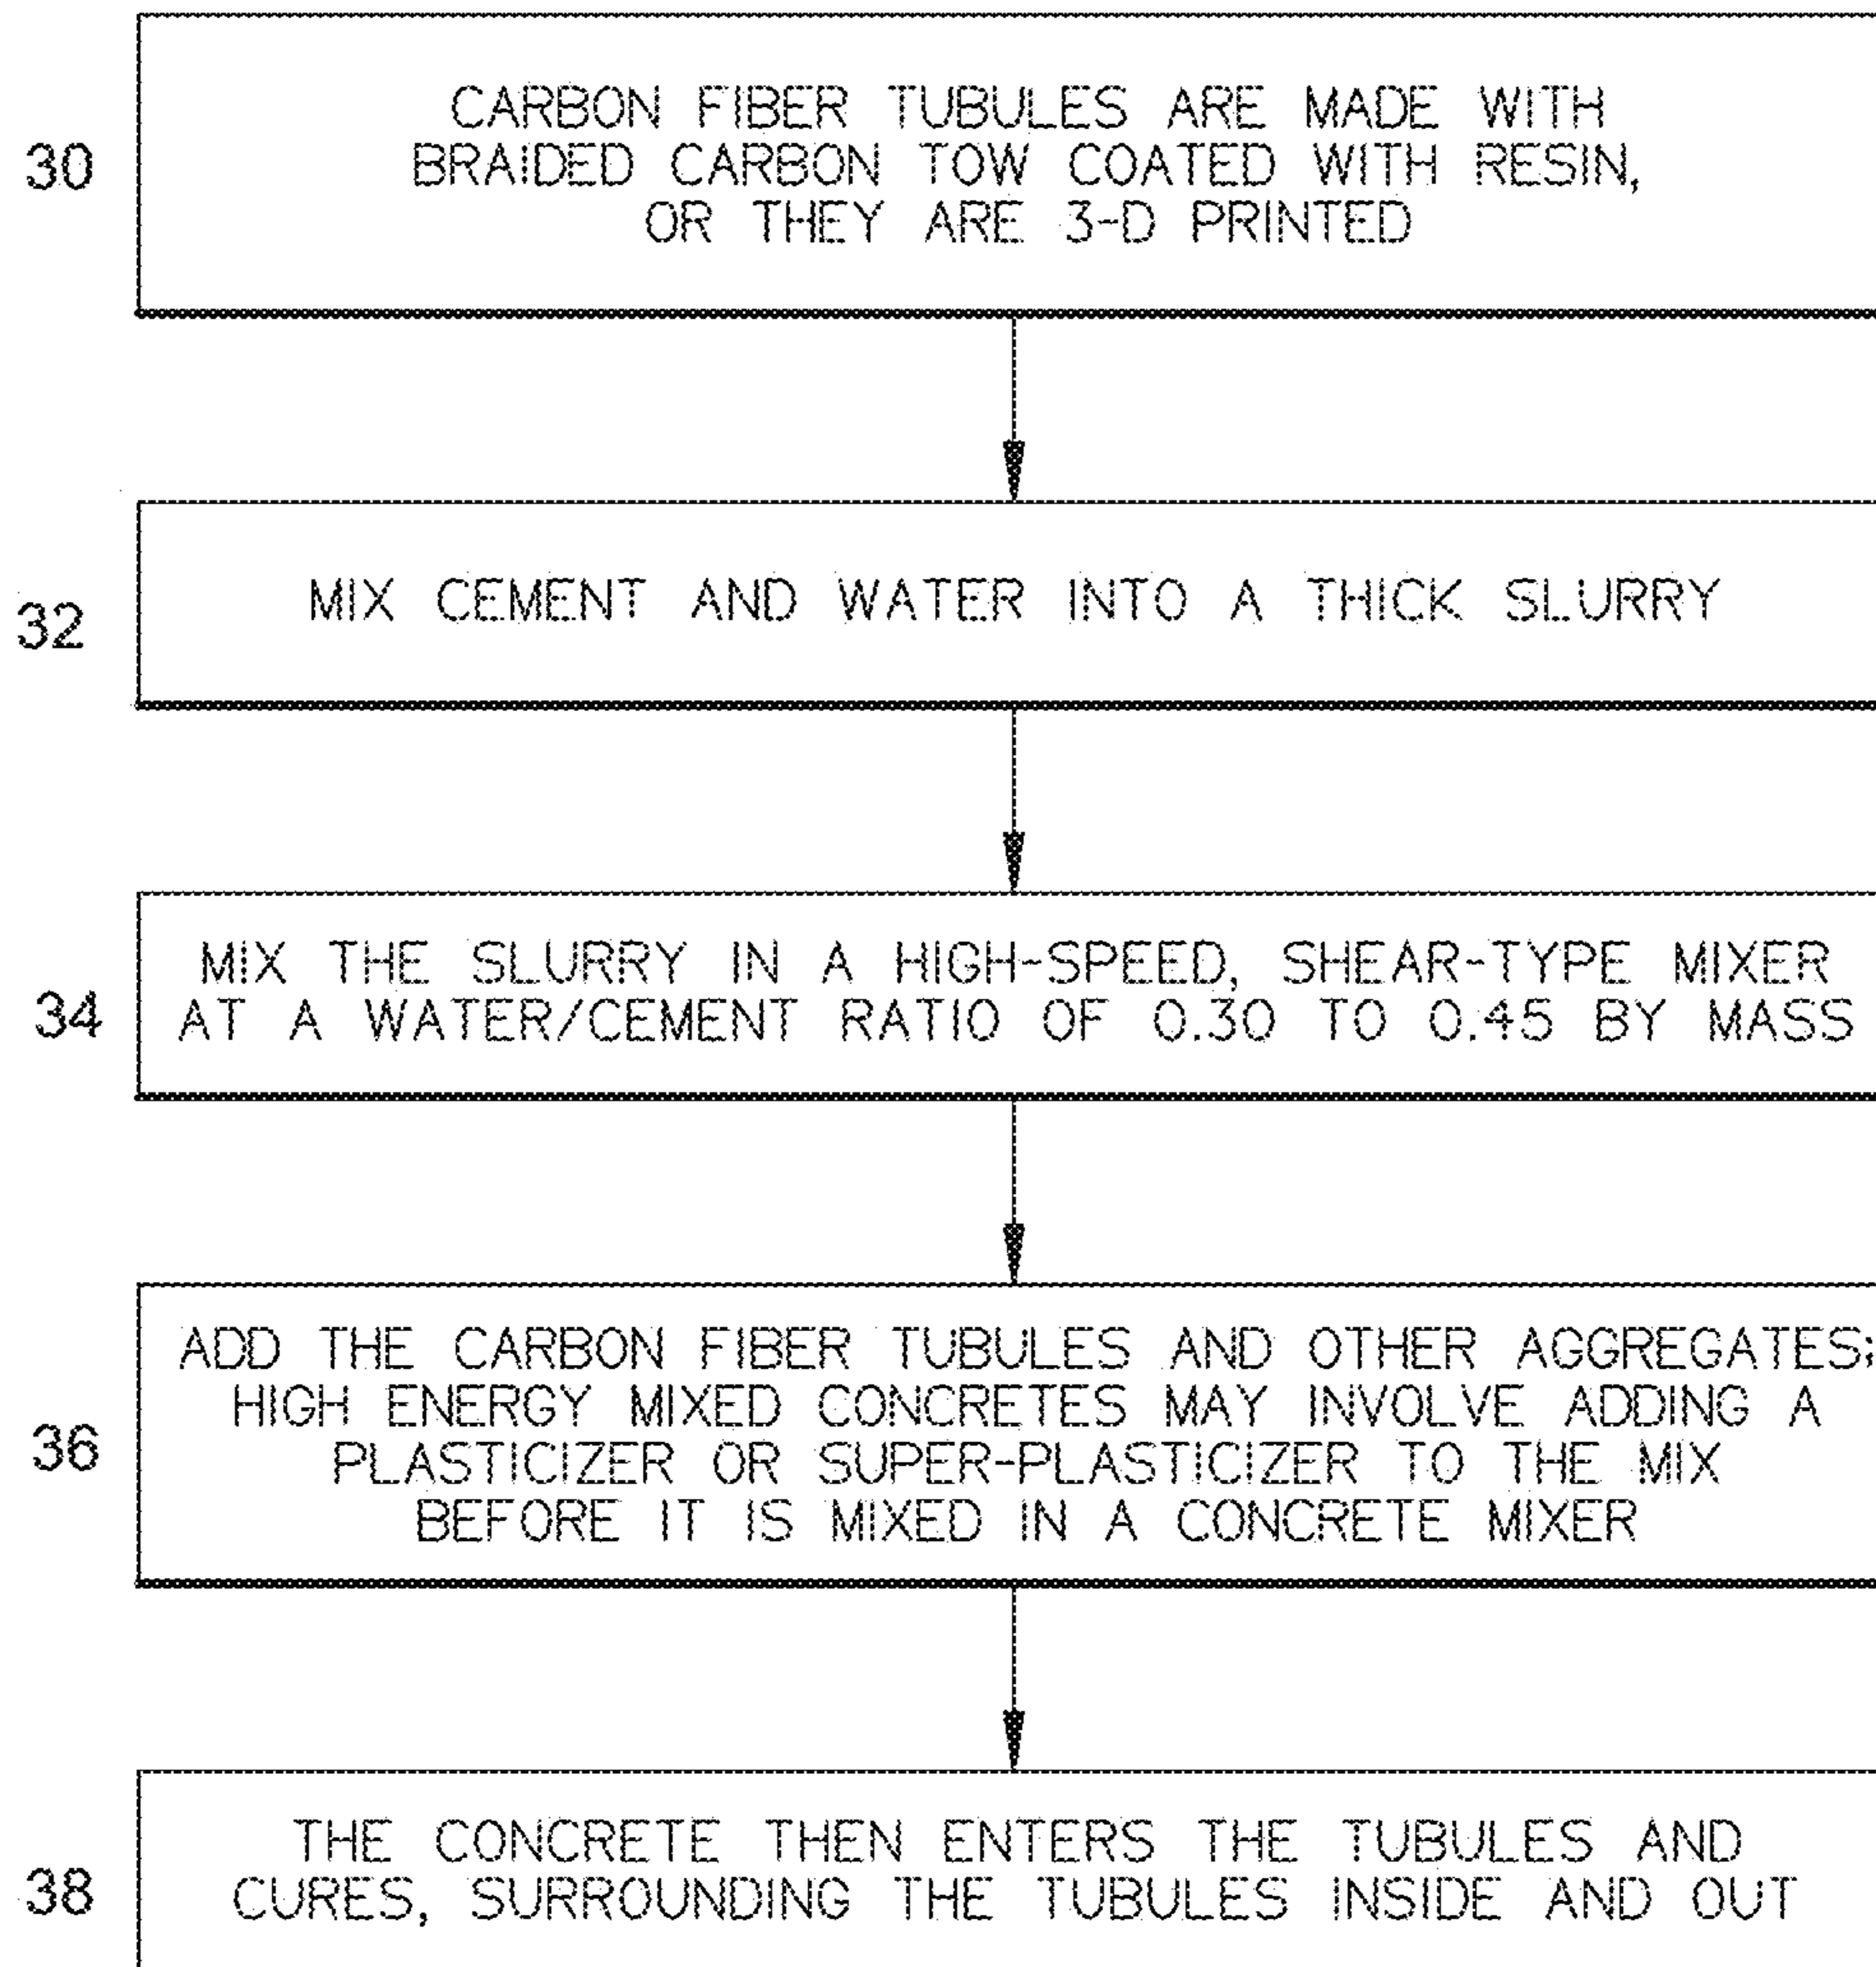 CARBON FIBER TUBULES ARE MADE WITH
30
BRAIDED CARBON TOW COATED WITH RESIN,
OR THEY ARE 3-D PRINTED
32
MIX CEMENT AND WATER INTO A THICK SLURRY
MIX THE SLURRY IN A HIGH-SPEED, SHEAR-TYPE MIXER
34
AT A WATER/CEMENT RATIO OF 0.30 TO 0.45 BY MASS
ADD THE CARBON FIBER TUBULES AND OTHER AGGREGATES;
HIGH ENERGY MIXED CONCRETES MAY INVOLVE ADDING A
36
PLASTICIZER OR SUPER-PLASTICIZER TO THE MIX
BEFORE IT IS MIXED IN A CONCRETE MIXER
THE CONCRETE THEN ENTERS THE TUBULES AND
38
CURES, SURROUNDING THE TUBULES INSIDE AND OUT